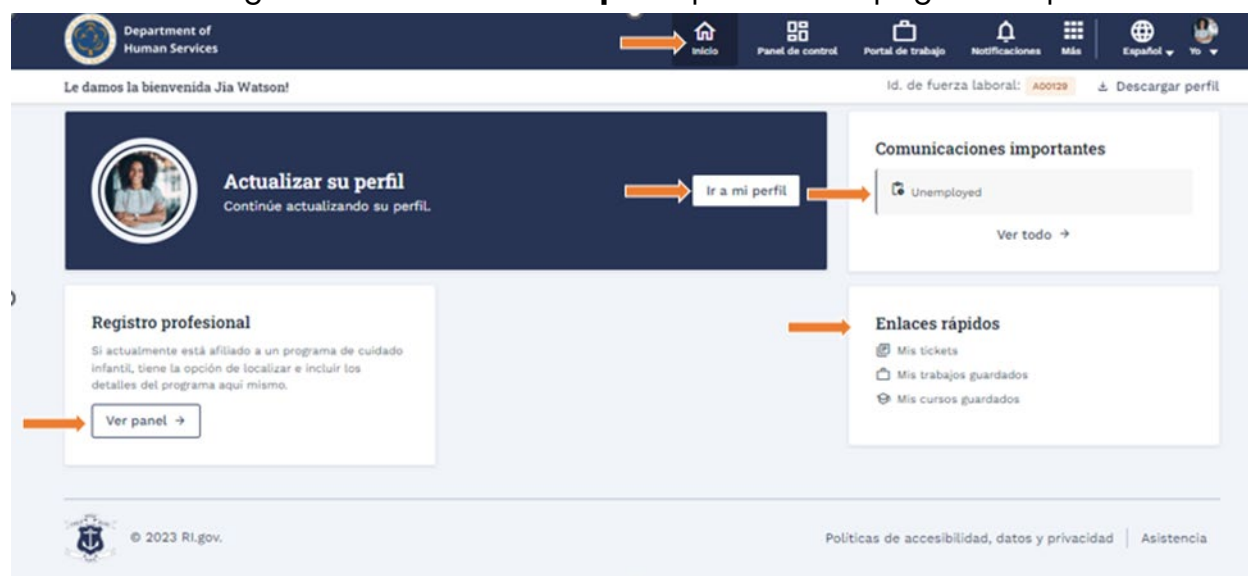 Department of
Human Services
Inicio
Panel de control
Portal de trabajo
Notificaciones
Más
Español
Yo
Le damos la bienvenida Jia Watson!
Id. de fuerza laboral: A00129
Descargar perfil
Actualizar su perfil
Continúe actualizando su perfil.
Ir a mi perfil
Comunicaciones importantes
Unemployed
Ver todo →
Registro profesional
Si actualmente está afiliado a un programa de cuidado
infantil, tiene la opción de localizar e incluir los
detalles del programa aquí mismo.
Ver panel →
Enlaces rápidos
Mis tickets
Mis trabajos guardados
Mis cursos guardados
© 2023 RI.gov.
Políticas de accesibilidad, datos y privacidad | Asistencia